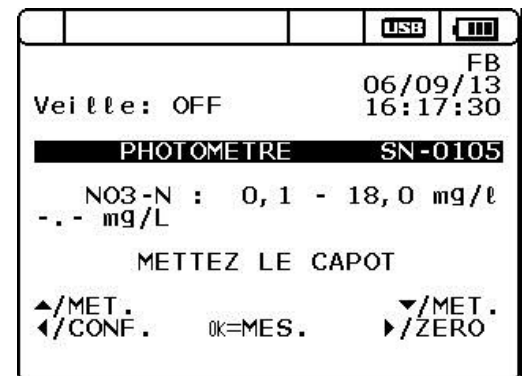 USB
FB
06/09/13
Veille: OFF 16:17:30
PHOTOMETRE SN-0105
NO3-N : 0,1 - 18,0 mg/l
-.- mg/L
METTEZ LE CAPOT
▲/MET. ▼/MET.
◀/CONF. OK=MES. ▶/ZERO